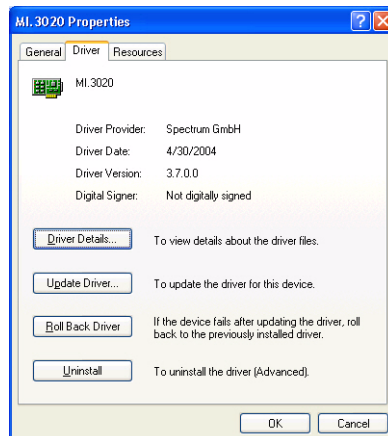 MI.3020 Properties
General Driver Resources
MI.3020
Driver Provider: Spectrum GmbH
Driver Date: 4/30/2004
Driver Version: 3.7.0.0
Digital Signer: Not digitally signed
Driver Details... To view details about the driver files.
Update Driver... To update the driver for this device.
Roll Back Driver If the device fails after updating the driver, roll
back to the previously installed driver.
Uninstall To uninstall the driver (Advanced).
OK Cancel